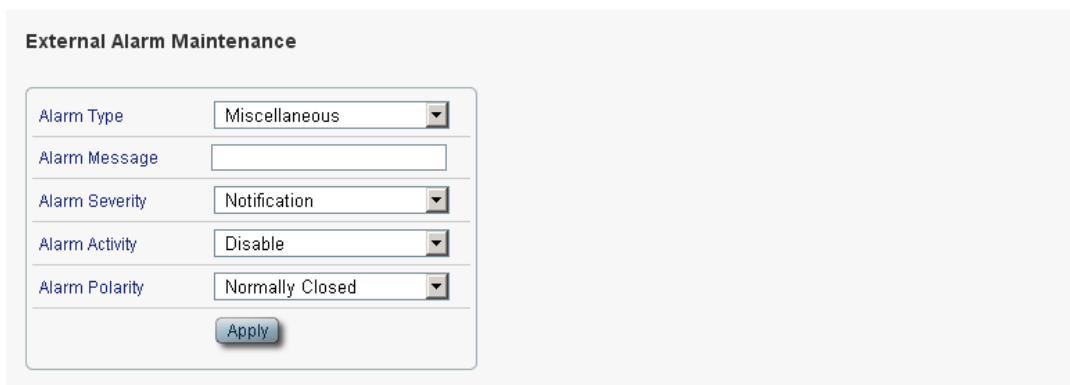 External Alarm Maintenance
Alarm Type Miscellaneous
Alarm Message
Alarm Severity Notification
Alarm Activity Disable
Alarm Polarity Normally Closed
Apply